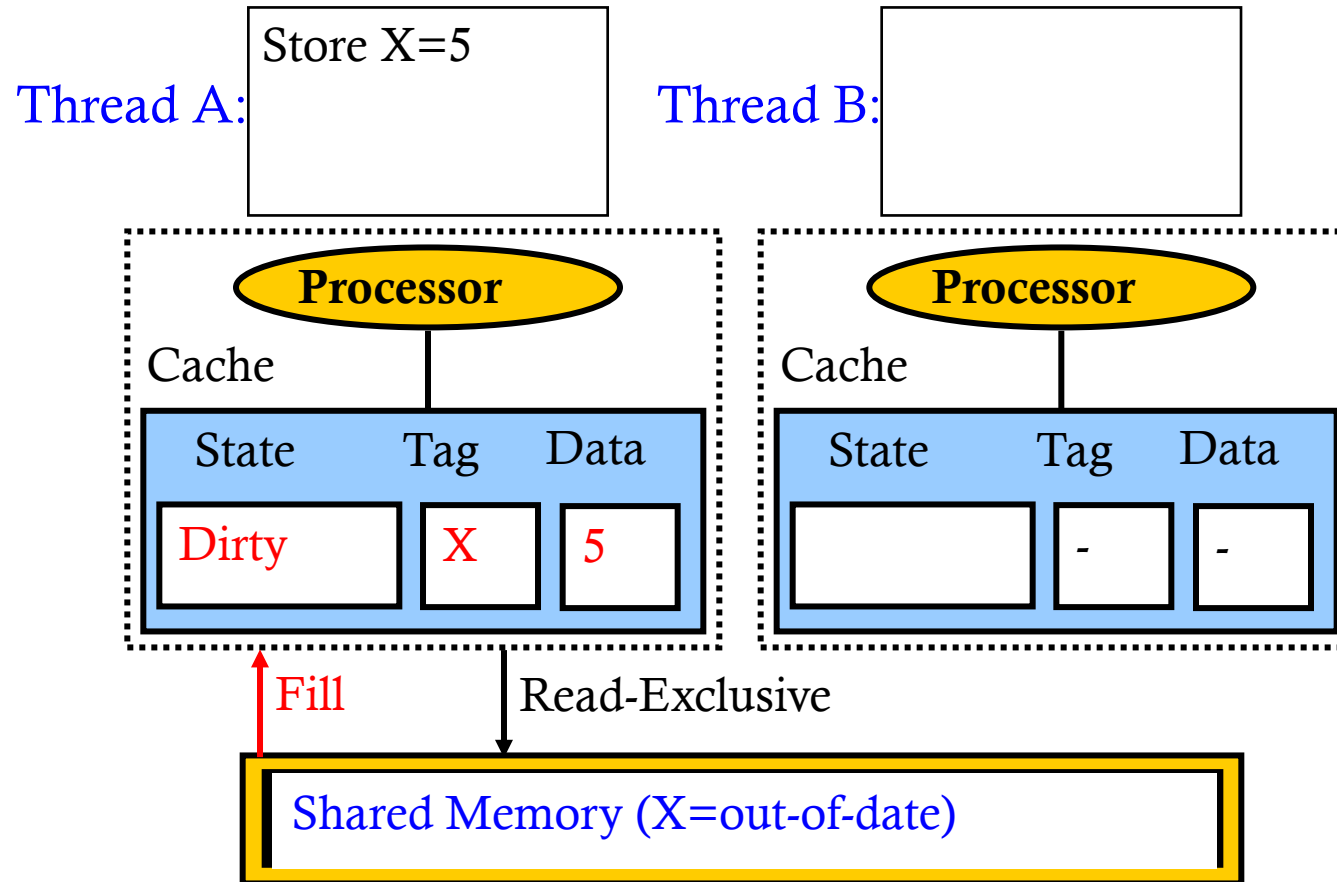 Store X=5
Thread A:
Thread B:
Processor
Processor
Cache
Cache
State Tag Data
State Tag Data
Dirty X 5
- -
Fill
Read-Exclusive
Shared Memory (X=out-of-date)